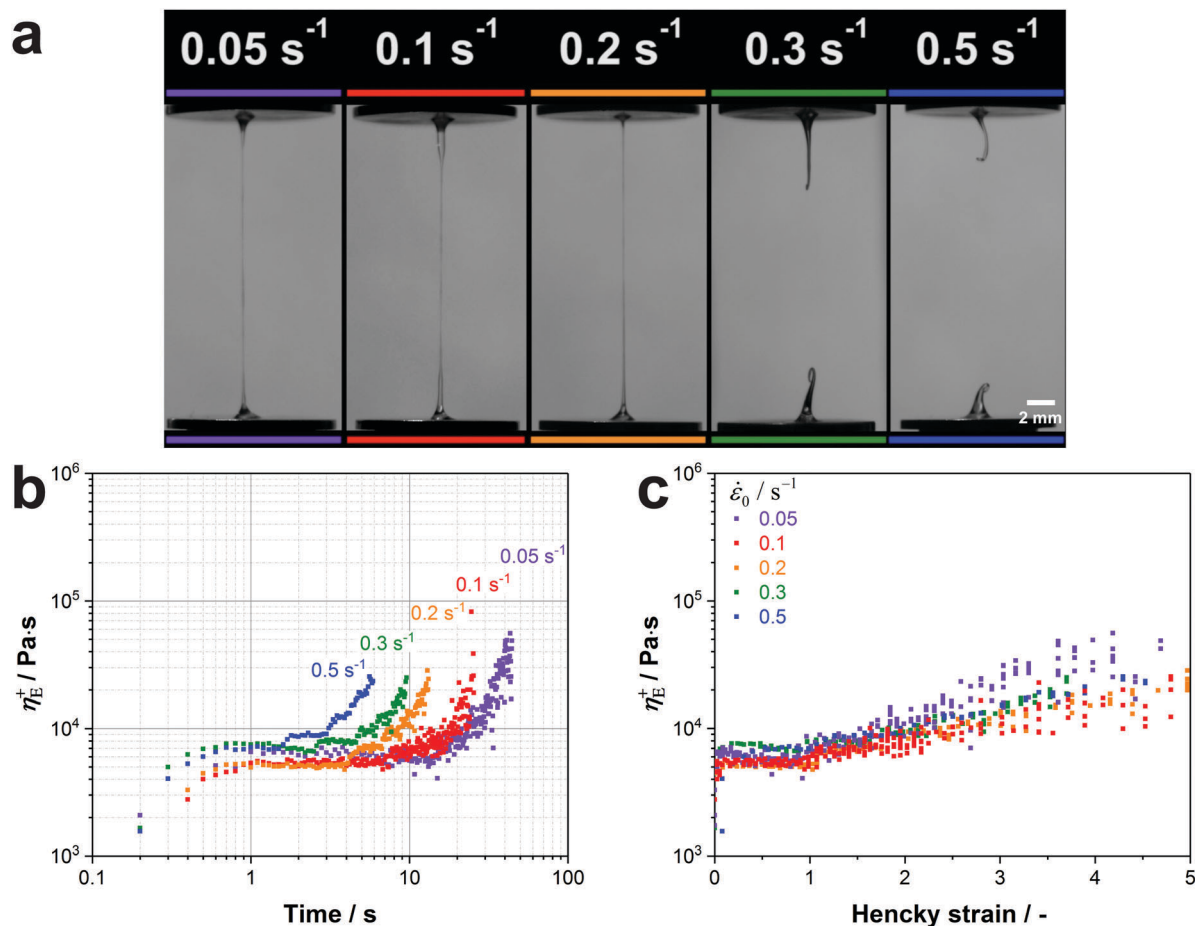 a
0.05 s⁻¹ 0.1 s⁻¹ 0.2 s⁻¹ 0.3 s⁻¹ 0.5 s⁻¹
2 mm
b
10⁶
10⁵
10⁴
10³
η_E⁺ / Pa·s
0.05 s⁻¹
0.1 s⁻¹
0.2 s⁻¹
0.3 s⁻¹
0.5 s⁻¹
0.1 1 10 100
Time / s
c
10⁶
10⁵
10⁴
10³
η_E⁺ / Pa·s
ε̇₀ / s⁻¹
0.05
0.1
0.2
0.3
0.5
0 1 2 3 4 5
Hencky strain / -